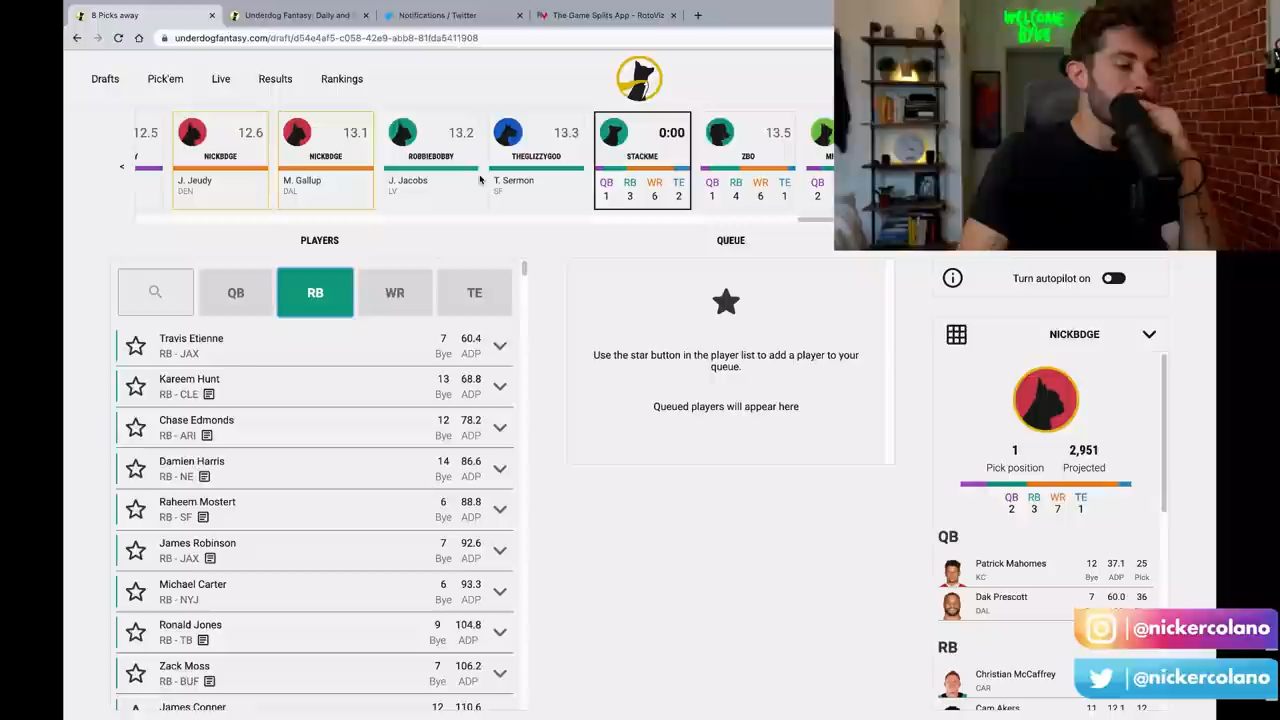 8 Picks away
Underdog Fantasy: Daily and
Notifications / Twitter
The Game Splits App - RotoViz
underdogfantasy.com/draft/d54e4af5-c058-42e9-abb8-81fda5411908
WELCOME
Drafts
Pick'em
Live
Results
Rankings
12.5
12.6
NICKBDGE
J. Jeudy
DEN
13.1
NICKBDGE
M. Gallup
DAL
13.2
ROBBIEBOBBY
J. Jacobs
LV
13.3
THEGLIZZYGOD
T. Sermon
SF
0:00
STACKME
QB RB WR TE
1 3 6 2
13.5
ZBO
QB RB WR TE
1 4 6 1
QB
2
PLAYERS
QUEUE
QB
RB
WR
TE
Travis Etienne 7 60.4
RB - JAX Bye ADP
Kareem Hunt 13 68.8
RB - CLE Bye ADP
Chase Edmonds 12 78.2
RB - ARI Bye ADP
Damien Harris 14 86.6
RB - NE Bye ADP
Raheem Mostert 6 88.8
RB - SF Bye ADP
James Robinson 7 92.6
RB - JAX Bye ADP
Michael Carter 6 93.3
RB - NYJ Bye ADP
Ronald Jones 9 104.8
RB - TB Bye ADP
Zack Moss 7 106.2
RB - BUF Bye ADP
James Conner 12 110.6
Use the star button in the player list to add a player to your
queue.
Queued players will appear here
Turn autopilot on
NICKBDGE
1 2,951
Pick position Projected
QB RB WR TE
2 3 7 1
QB
Patrick Mahomes 12 37.1 25
KC Bye ADP Pick
Dak Prescott 7 60.0 36
DAL
RB
Christian McCaffrey
CAR
Cam Akers 11 12.1 12
@nickercolano
@nickercolano